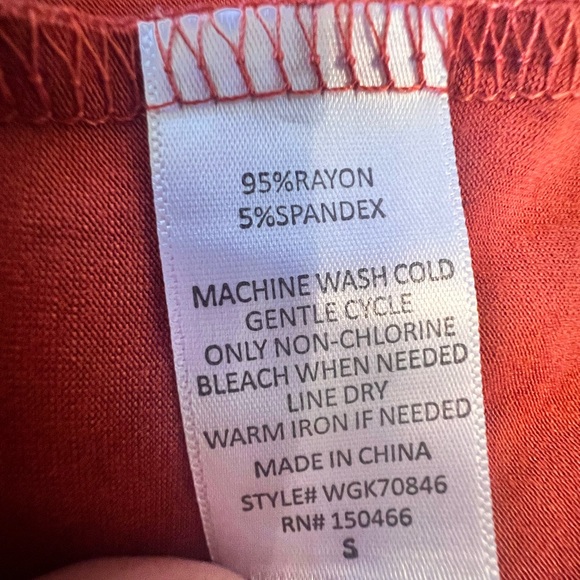 95%RAYON
5%SPANDEX
MACHINE WASH COLD
GENTLE CYCLE
ONLY NON-CHLORINE
BLEACH WHEN NEEDED
LINE DRY
WARM IRON IF NEEDED
MADE IN CHINA
STYLE# WGK70846
RN# 150466
S